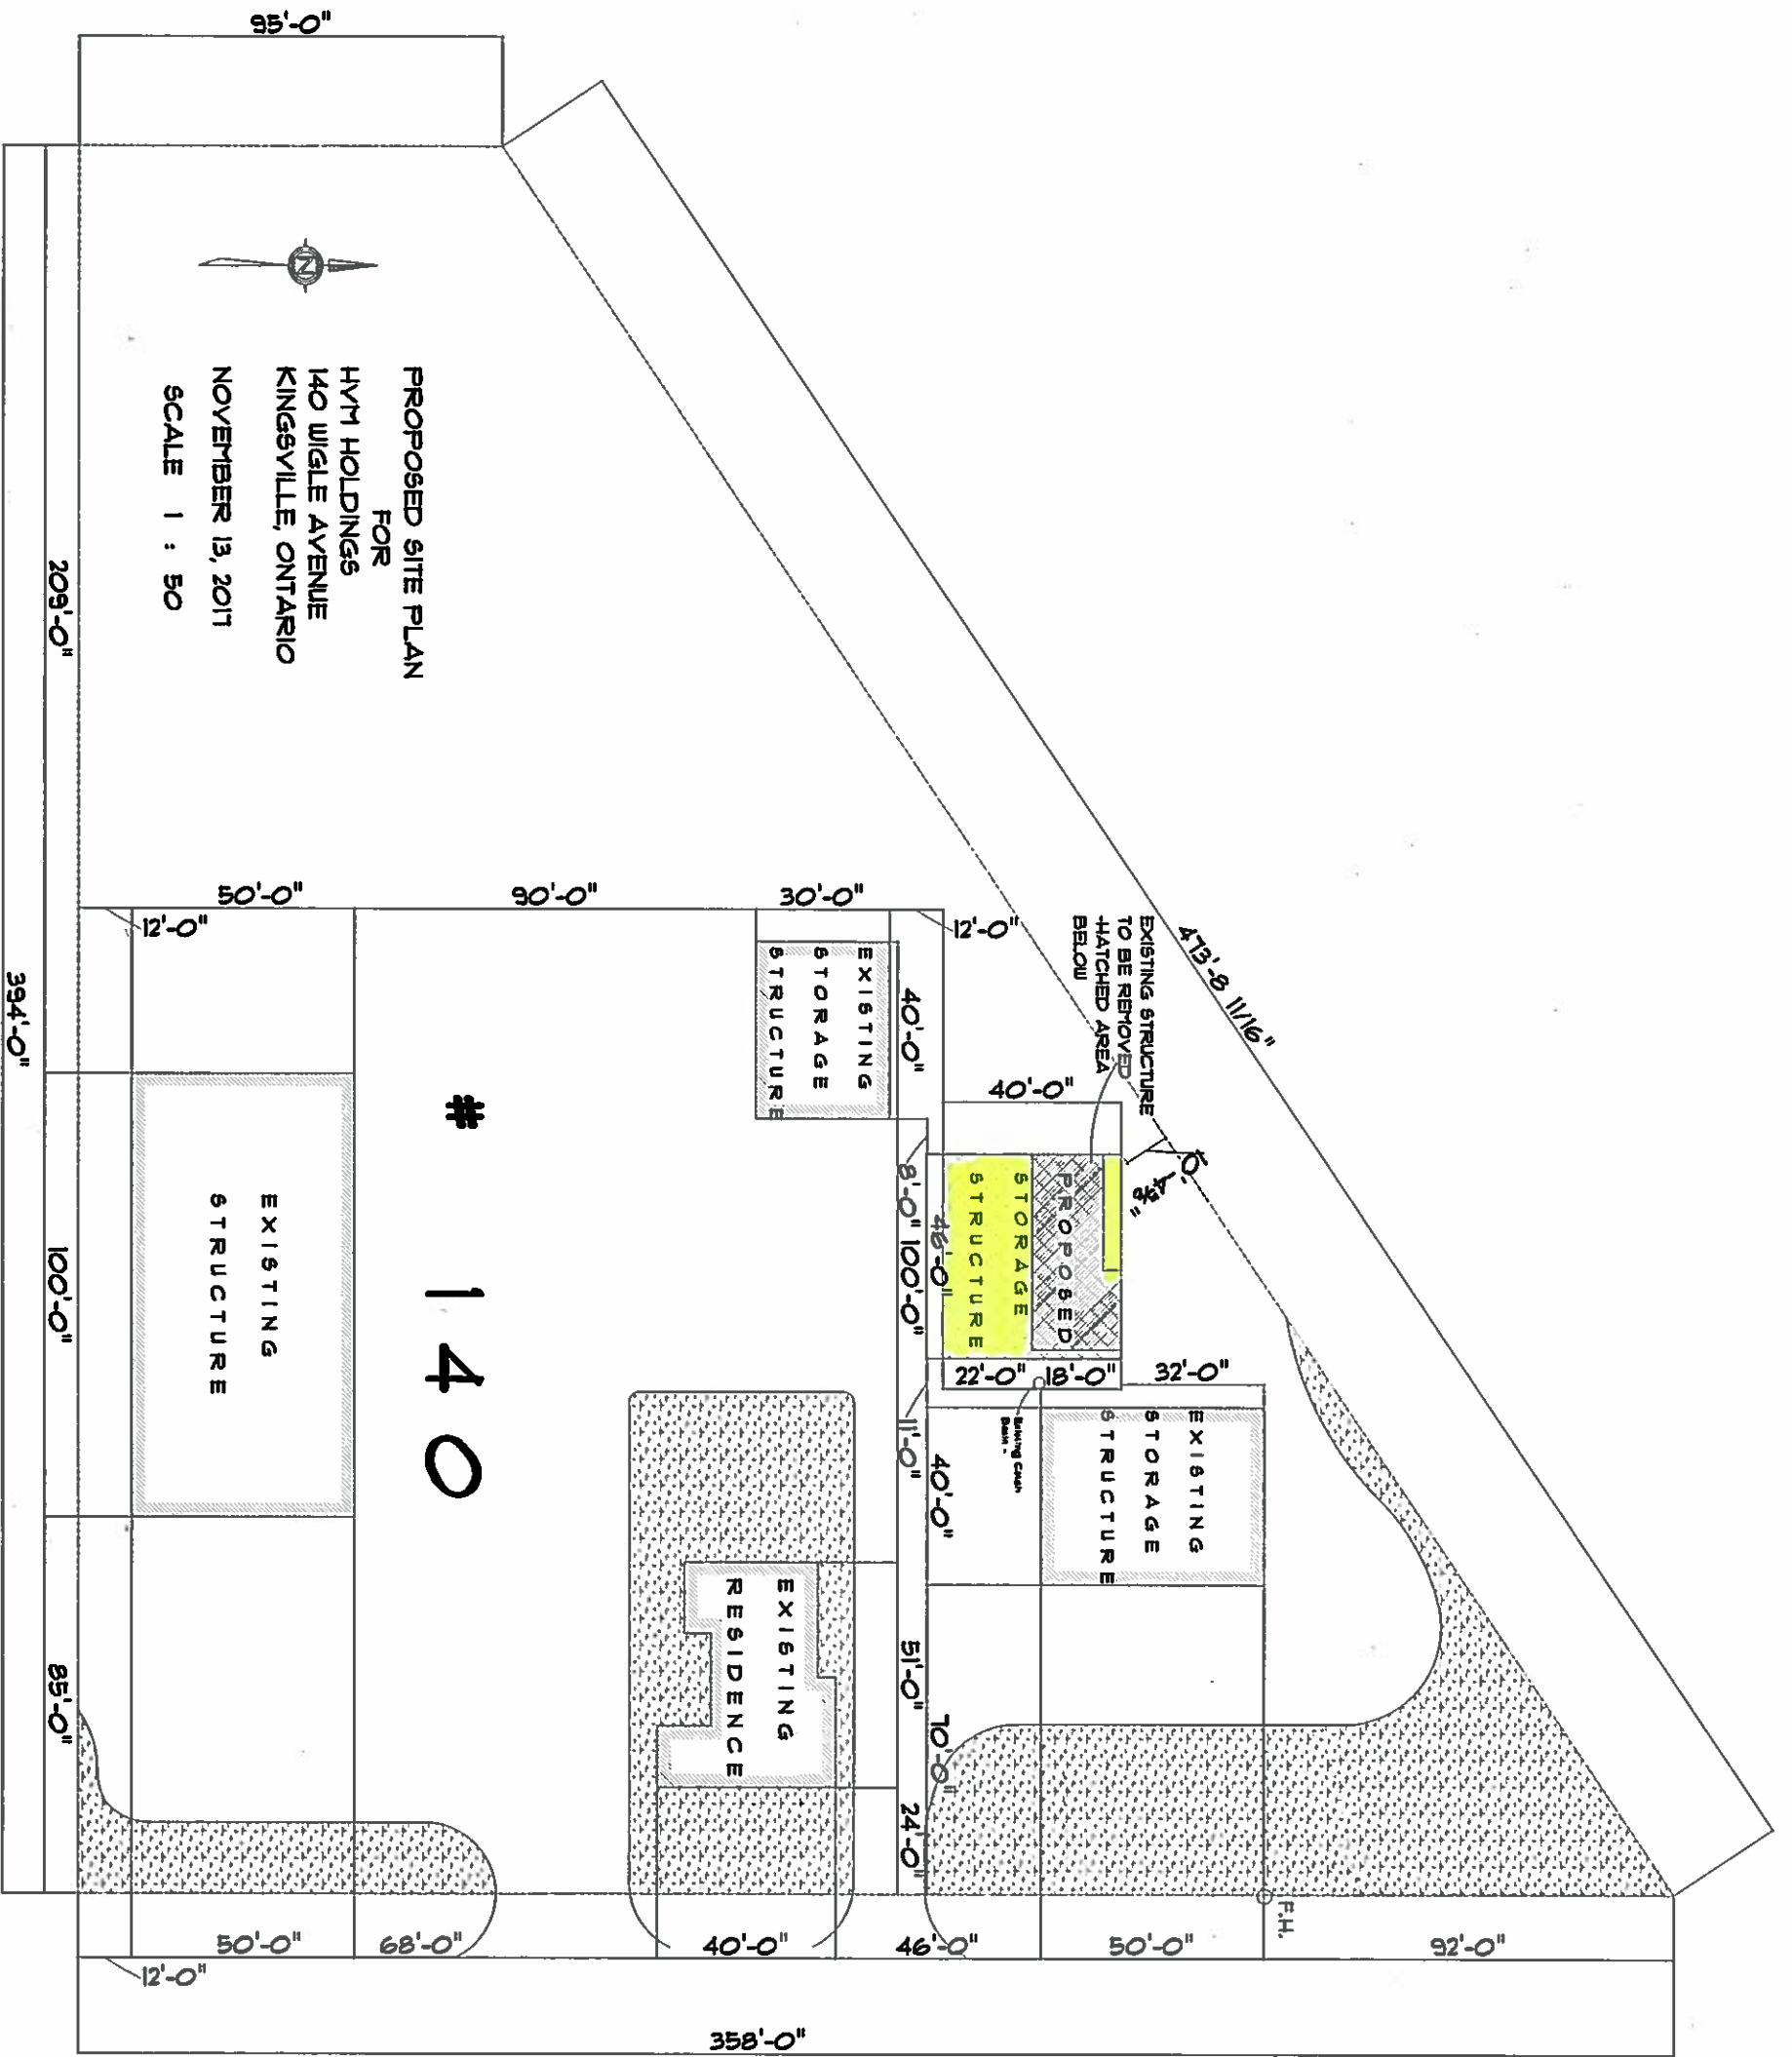 PROPOSED SITE PLAN
FOR
HVM HOLDINGS
140 WIGLE AVENUE
KINGSVILLE, ONTARIO
NOVEMBER 13, 2017
SCALE 1 : 50
N
# 140
95'-0"
473'-8 11/16"
EXISTING STRUCTURE
TO BE REMOVED
-HATCHED AREA
BELOW
40'-0"
PROPOSED
STORAGE
STRUCTURE
46'-0"
22'-0"
18'-0"
32'-0"
EXISTING
STORAGE
STRUCTURE
40'-0"
70'-0"
F.H.
50'-0"
90'-0"
30'-0"
12'-0"
12'-0"
EXISTING
STORAGE
STRUCTURE
40'-0"
8'-0"
100'-0"
11'-0"
51'-0"
24'-0"
EXISTING
RESIDENCE
EXISTING
STRUCTURE
209'-0"
100'-0"
85'-0"
394'-0"
12'-0"
50'-0"
68'-0"
40'-0"
46'-0"
50'-0"
92'-0"
358'-0"